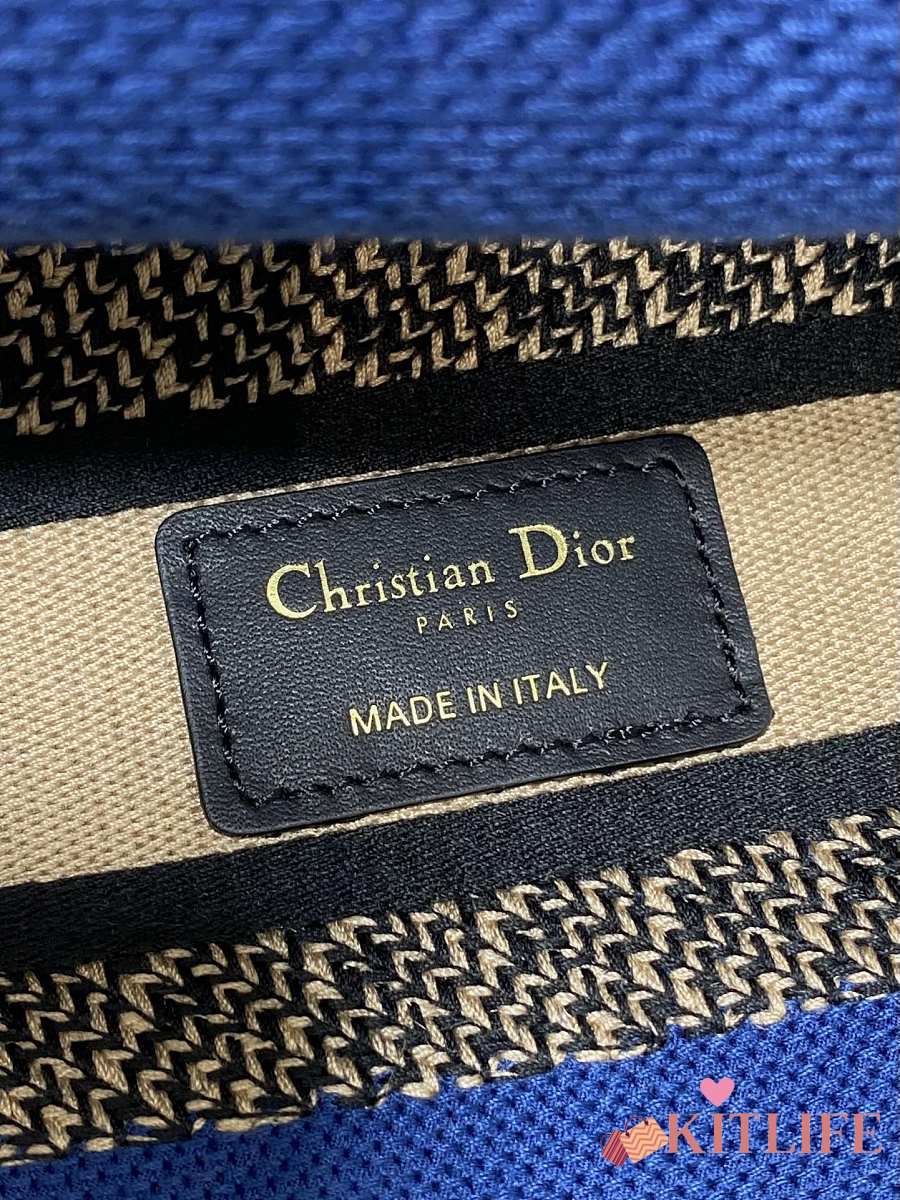 Christian Dior
PARIS
MADE IN ITALY
KITLIFE